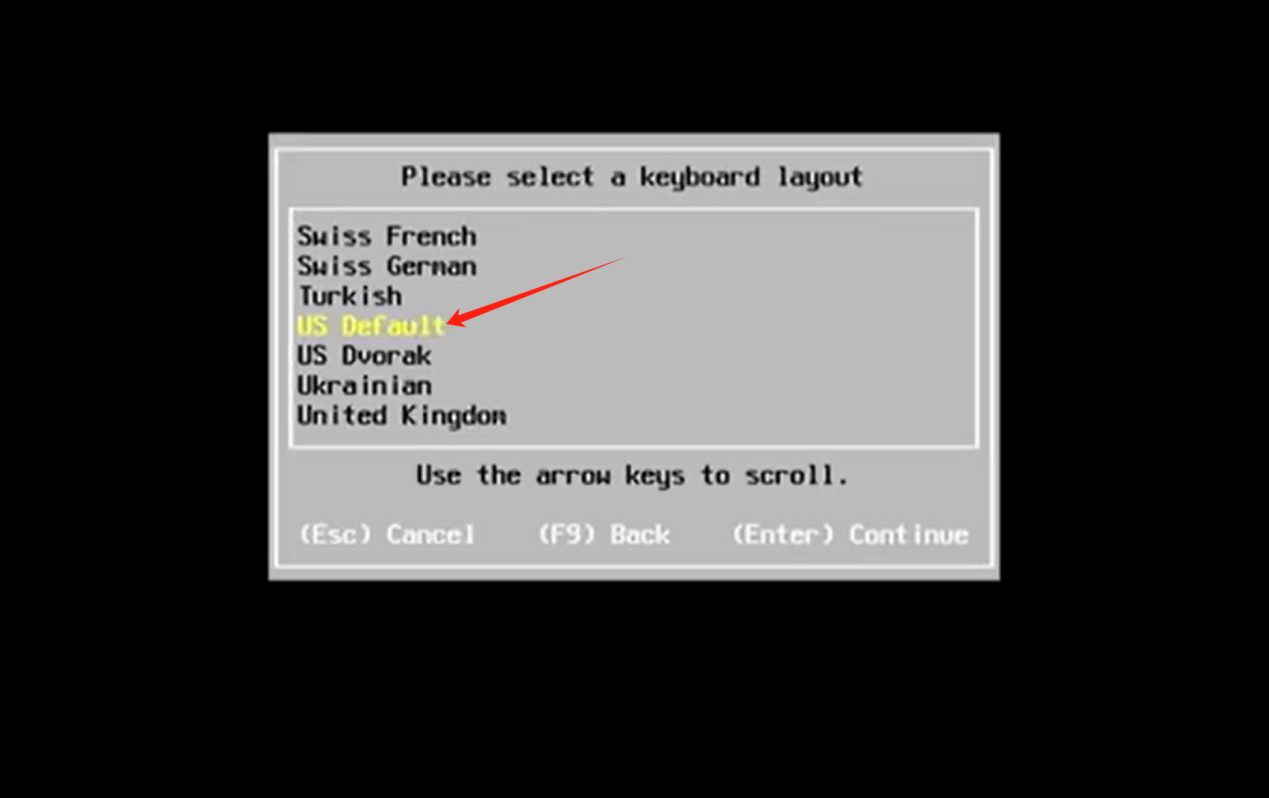 Please select a keyboard layout
Swiss French
Swiss German
Turkish
US Default
US Dvorak
Ukrainian
United Kingdom
Use the arrow keys to scroll.
(Esc) Cancel (F9) Back (Enter) Continue